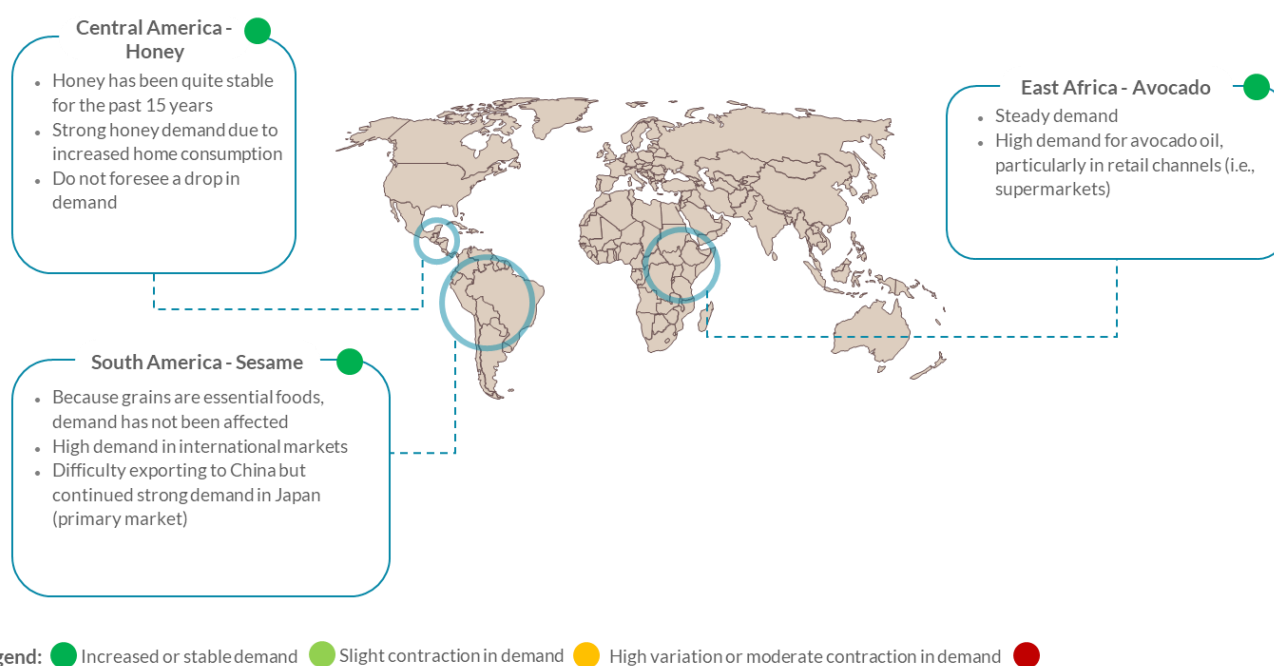 Central America -
Honey
• Honey has been quite stable
for the past 15 years
• Strong honey demand due to
increased home consumption
• Do not foresee a drop in
demand
East Africa - Avocado
• Steady demand
• High demand for avocado oil,
particularly in retail channels (i.e.,
supermarkets)
South America - Sesame
• Because grains are essential foods,
demand has not been affected
• High demand in international markets
• Difficulty exporting to China but
continued strong demand in Japan
(primary market)
gend: Increased or stable demand Slight contraction in demand High variation or moderate contraction in demand